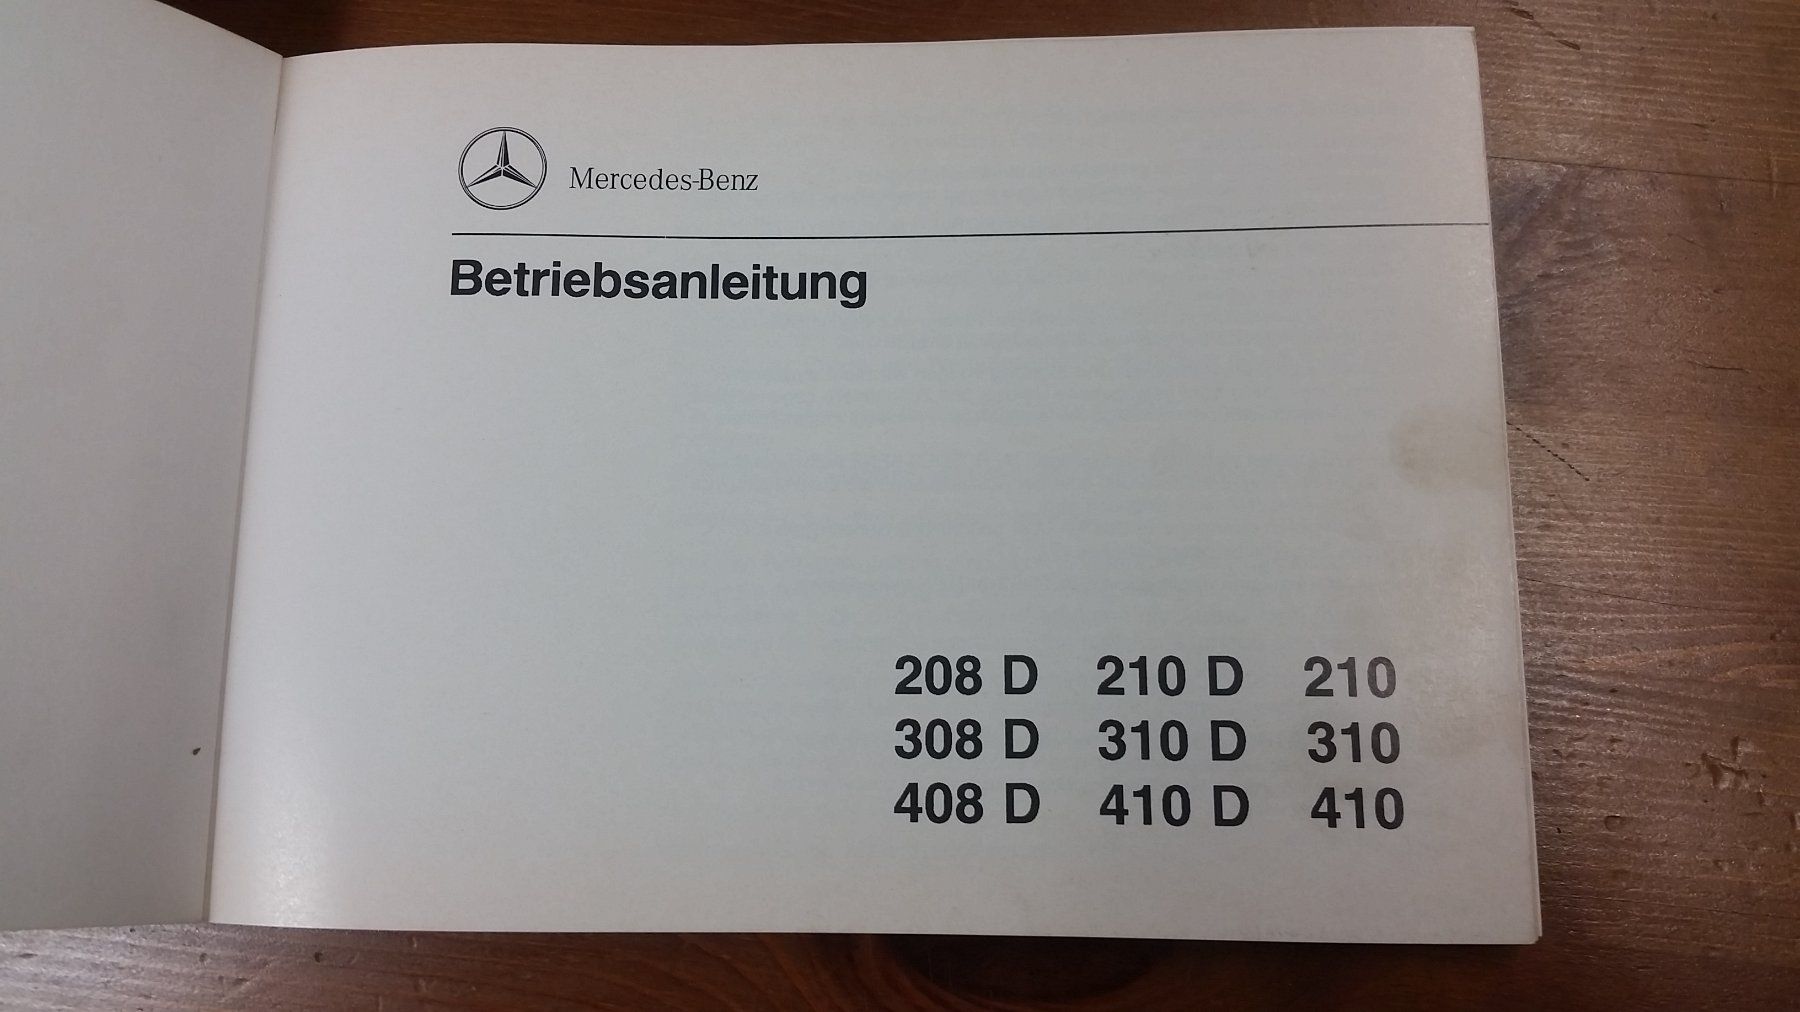 Mercedes-Benz
Betriebsanleitung
208 D 210 D 210
308 D 310 D 310
408 D 410 D 410